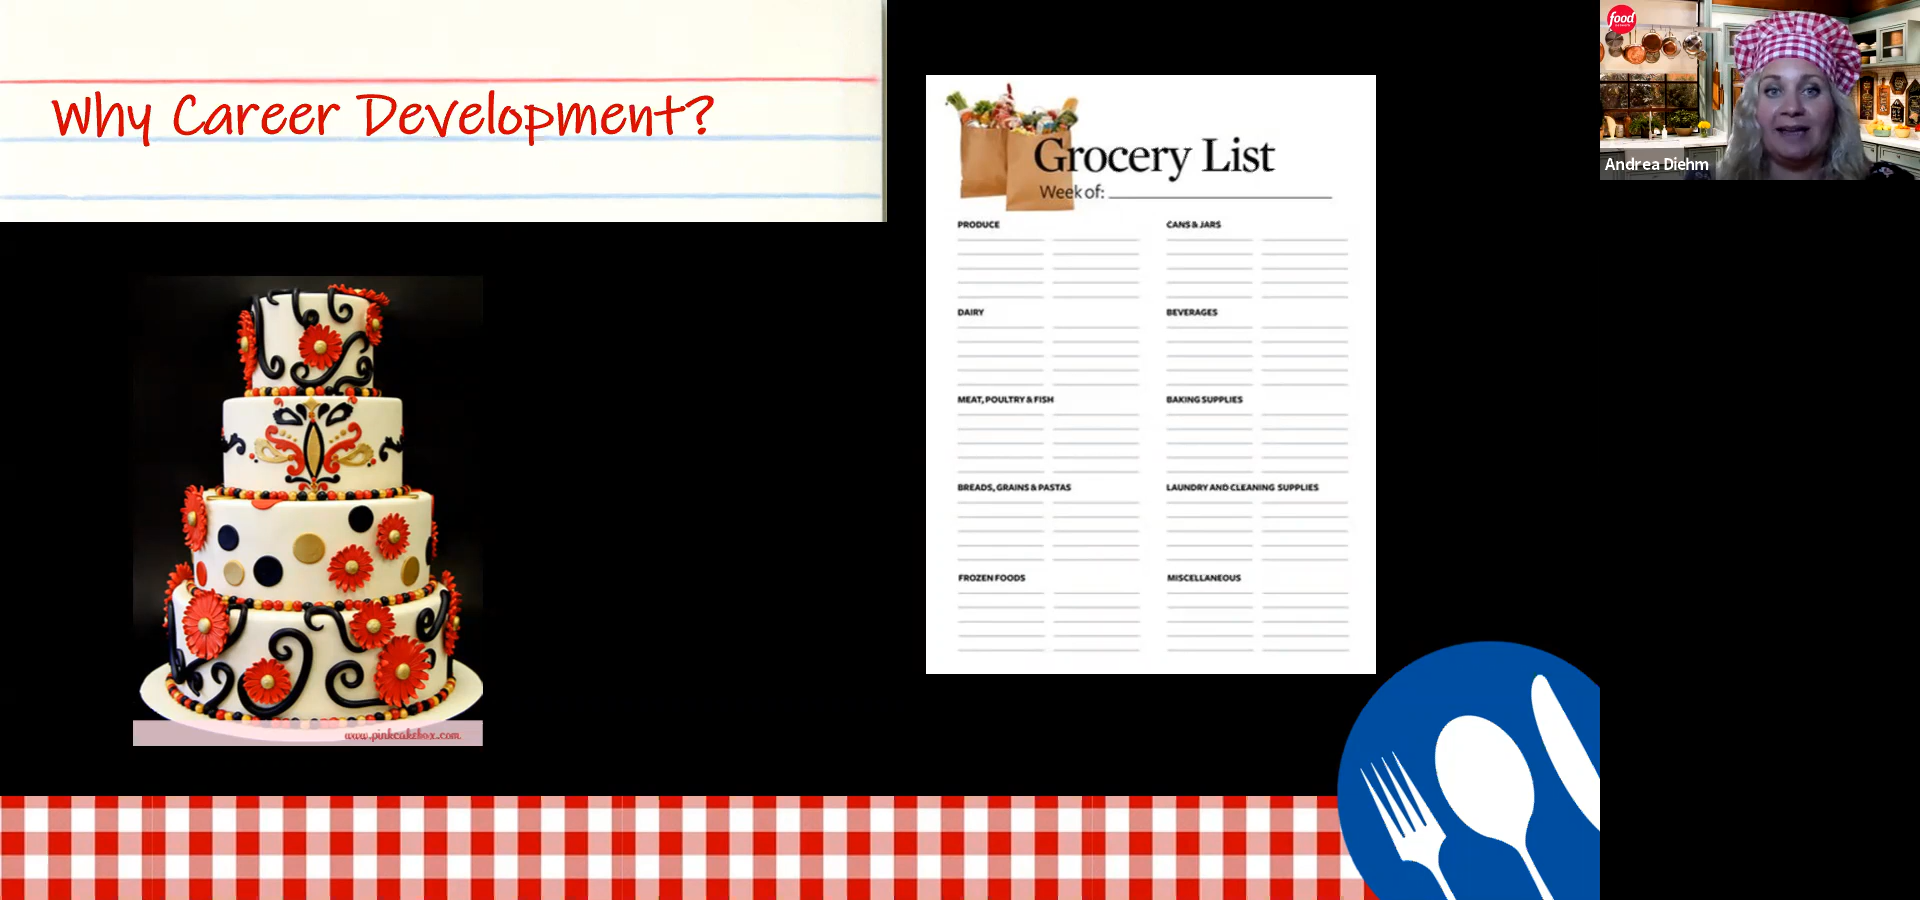 Why Career Development?
Grocery List
Week of:
PRODUCE
CANS & JARS
DAIRY
BEVERAGES
MEAT, POULTRY & FISH
BAKING SUPPLIES
BREADS, GRAINS & PASTAS
LAUNDRY AND CLEANING SUPPLIES
FROZEN FOODS
MISCELLANEOUS
www.pinkcakebox.com
food
Andrea Diehm